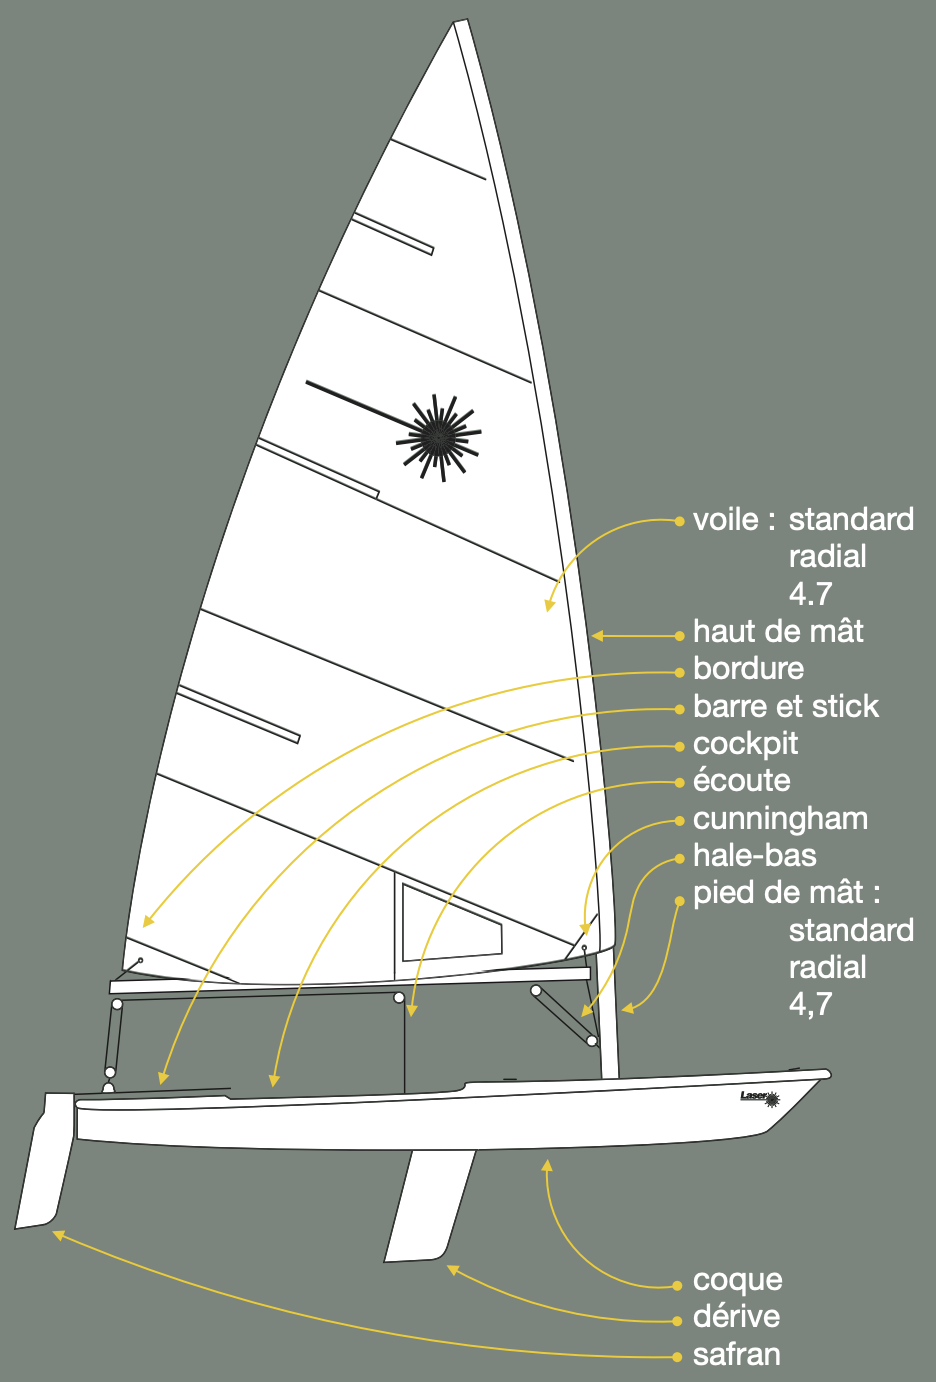 voile : standard
radial
4.7
haut de mât
bordure
barre et stick
cockpit
écoute
cunningham
hale-bas
pied de mât :
standard
radial
4,7
Laser
coque
dérive
safran